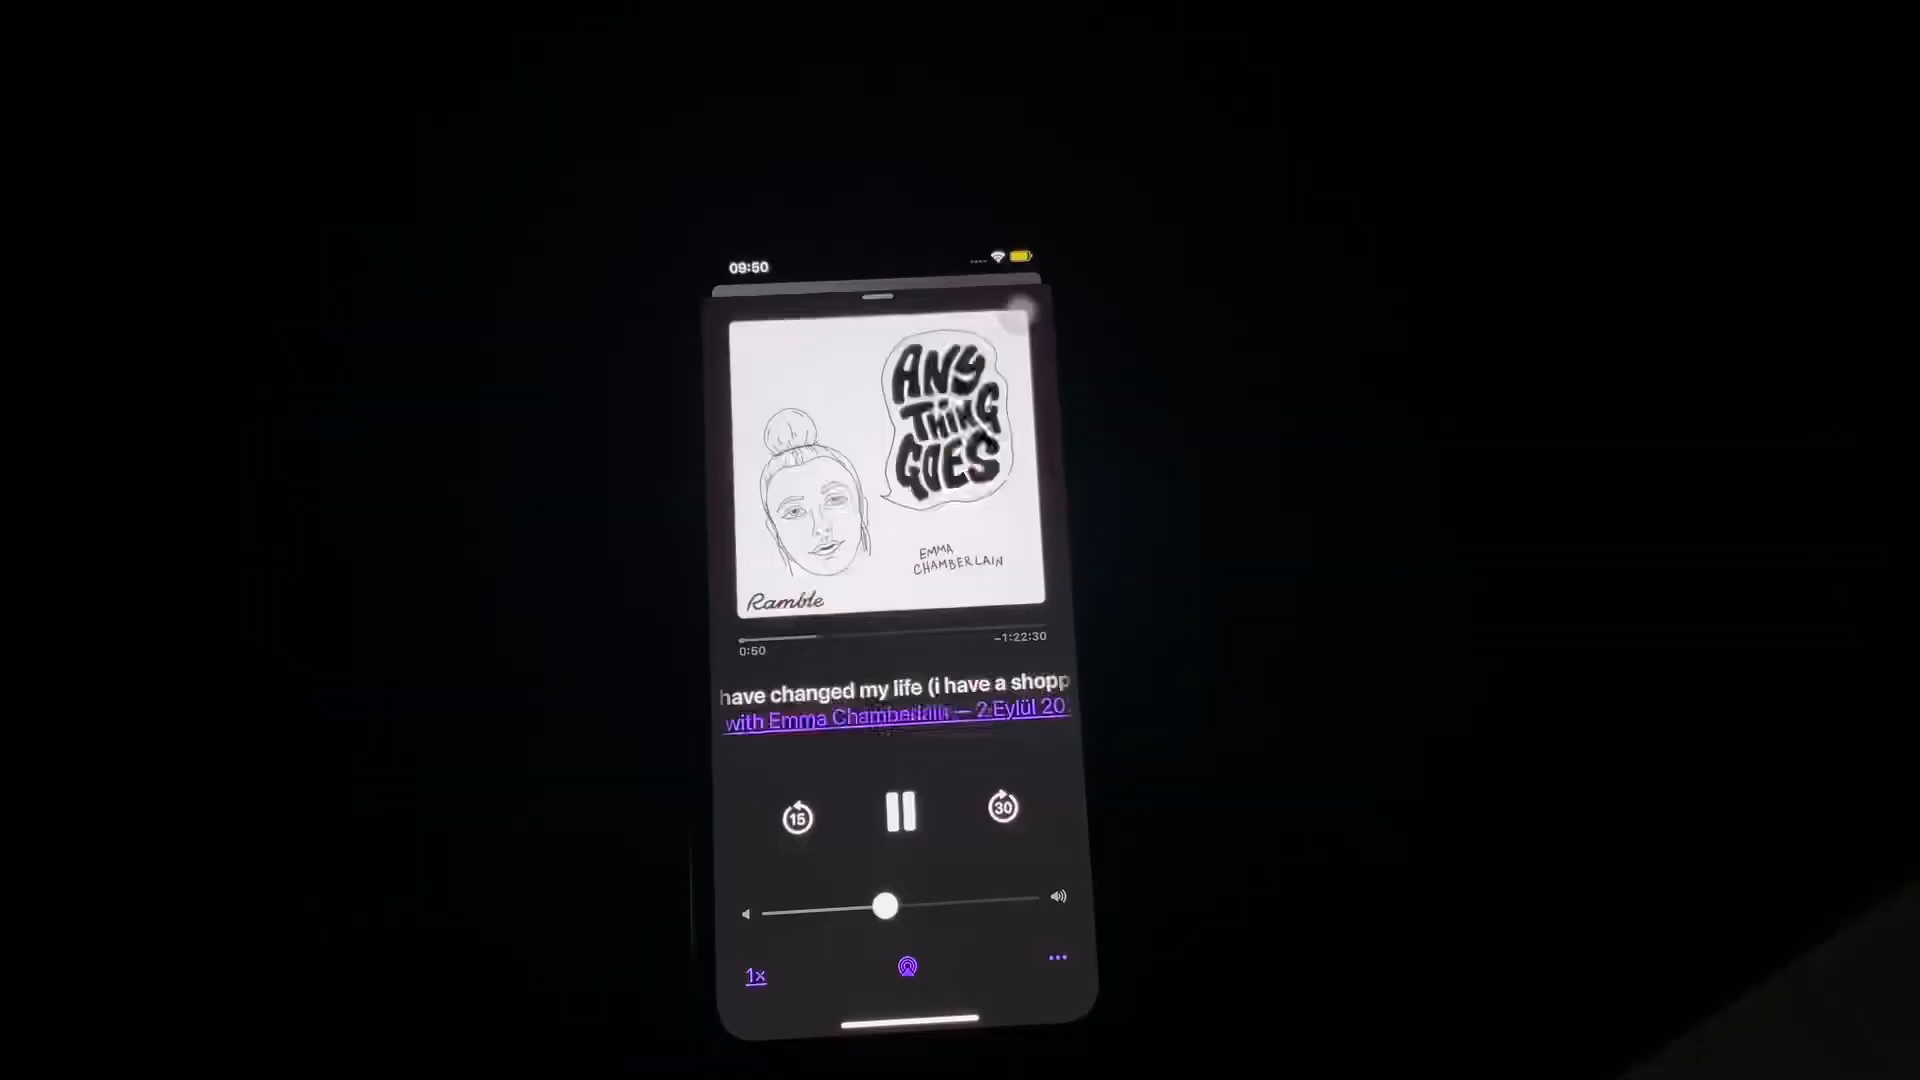 09:50
ANY
THING
GOES
EMMA
CHAMBERLAIN
Ramble
0:50
-1:22:30
have changed my life (i have a shopp
with Emma Chamberlain – 2 Eylül 20
15
30
1x